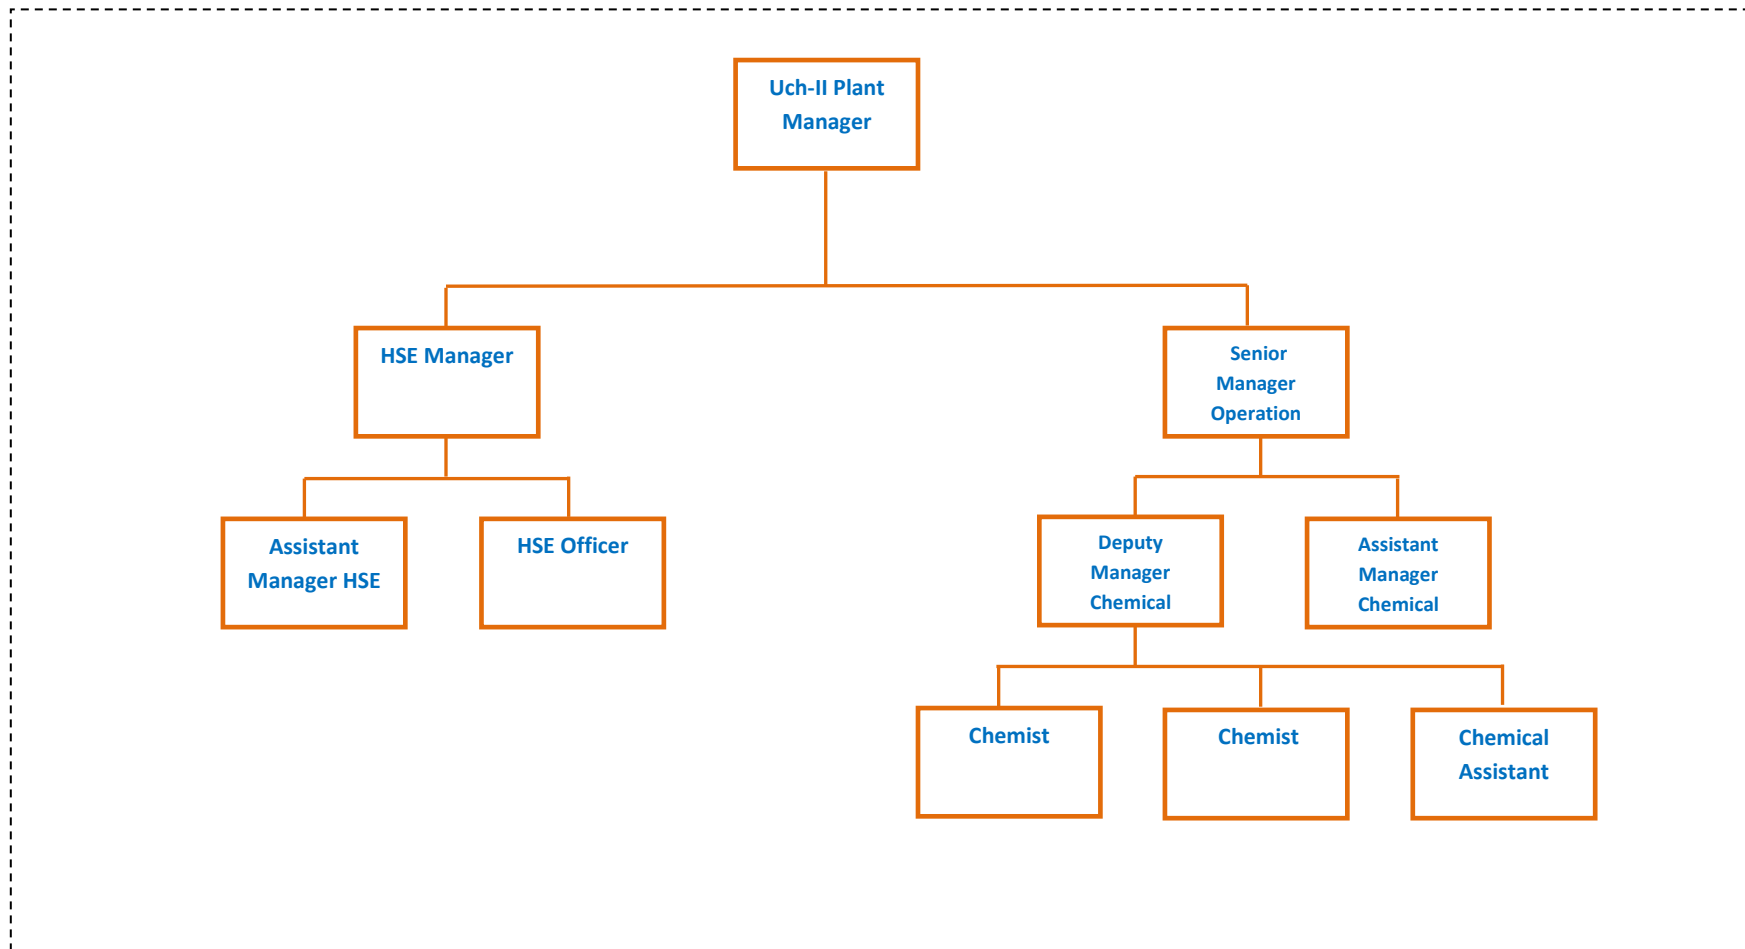 Uch-II Plant
Manager
HSE Manager
Senior
Manager
Operation
Assistant
Manager HSE
HSE Officer
Deputy
Manager
Chemical
Assistant
Manager
Chemical
Chemist
Chemist
Chemical
Assistant